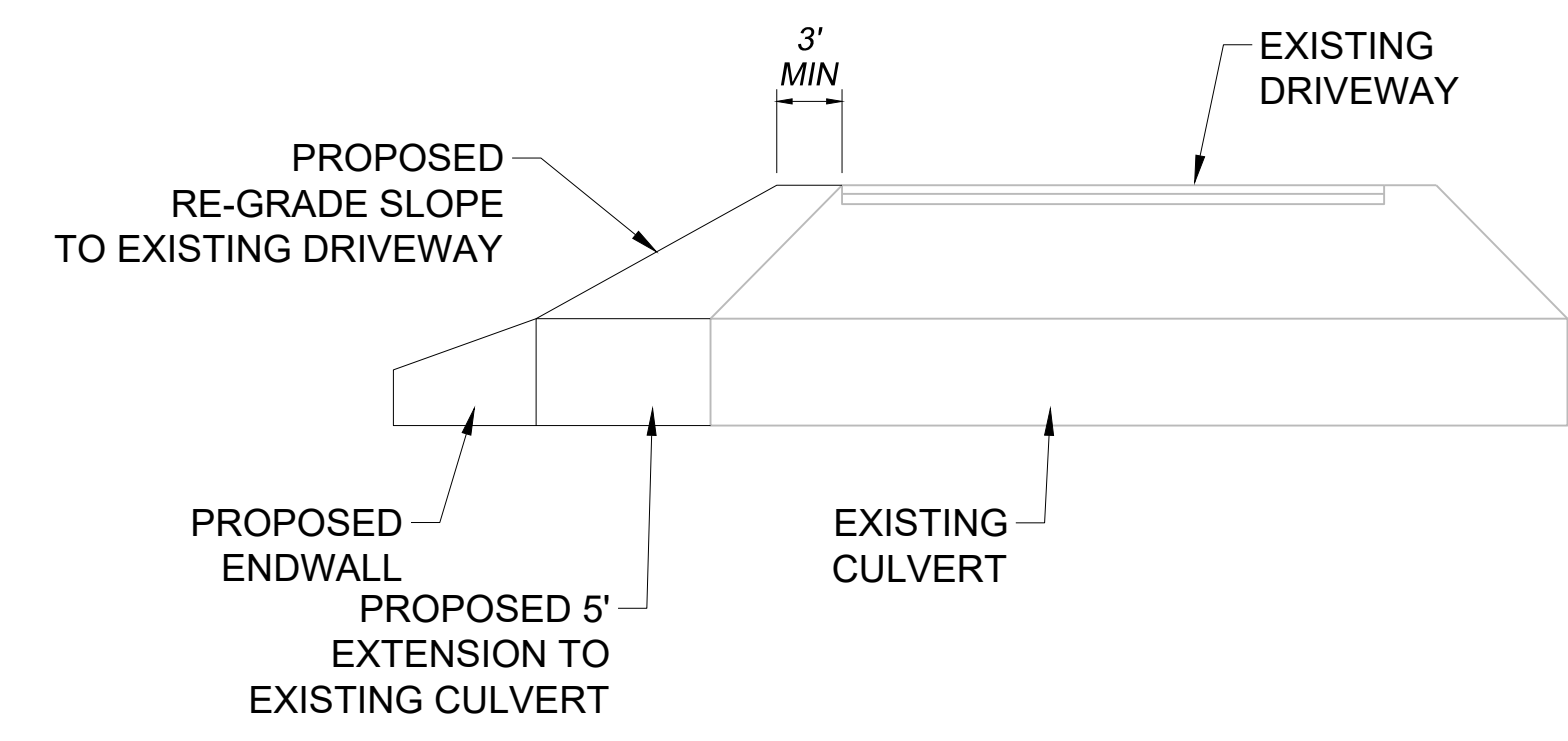 3'
MIN
EXISTING
DRIVEWAY
PROPOSED
RE-GRADE SLOPE
TO EXISTING DRIVEWAY
PROPOSED
ENDWALL
PROPOSED 5'
EXTENSION TO
EXISTING CULVERT
EXISTING
CULVERT